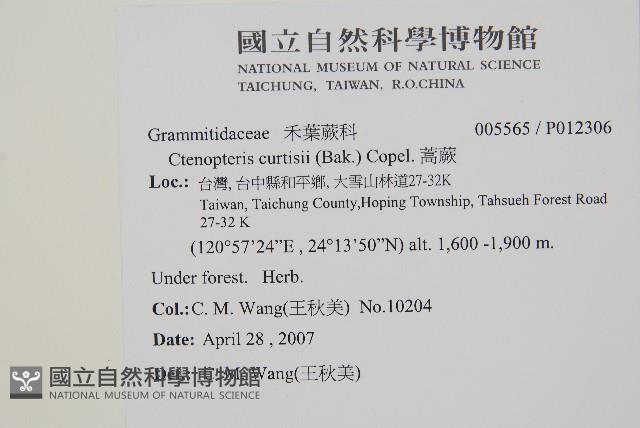 國立自然科學博物館
NATIONAL MUSEUM OF NATURAL SCIENCE
TAICHUNG, TAIWAN, R.O.CHINA
Grammitidaceae 禾葉蕨科 005565 / P012306
Ctenopteris curtisii (Bak.) Copel. 蒿蕨
Loc.: 台灣, 台中縣和平鄉, 大雪山林道27-32K
Taiwan, Taichung County,Hoping Township, Tahsueh Forest Road
27-32 K
(120°57’24”E , 24°13’50”N) alt. 1,600 -1,900 m.
Under forest. Herb.
Col.: C. M. Wang(王秋美) No.10204
Date: April 28 , 2007
Det.: C. M. Wang(王秋美)
國立自然科學博物館
NATIONAL MUSEUM OF NATURAL SCIENCE